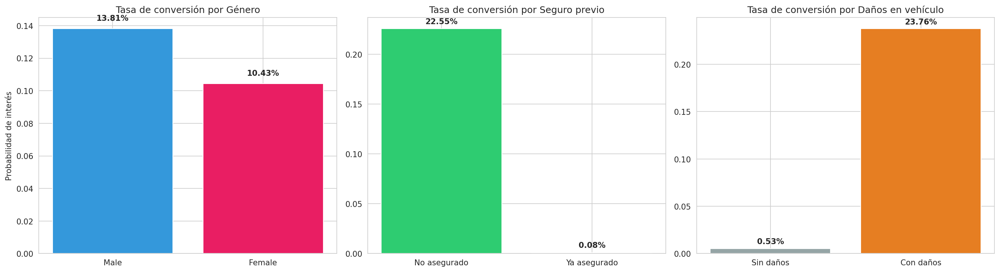 Tasa de conversión por Género
Probabilidad de interés
0.14
0.12
0.10
0.08
0.06
0.04
0.02
0.00
13.81%
10.43%
Male
Female
Tasa de conversión por Seguro previo
0.20
0.15
0.10
0.05
0.00
22.55%
0.08%
No asegurado
Ya asegurado
Tasa de conversión por Daños en vehículo
0.20
0.15
0.10
0.05
0.00
0.53%
23.76%
Sin daños
Con daños